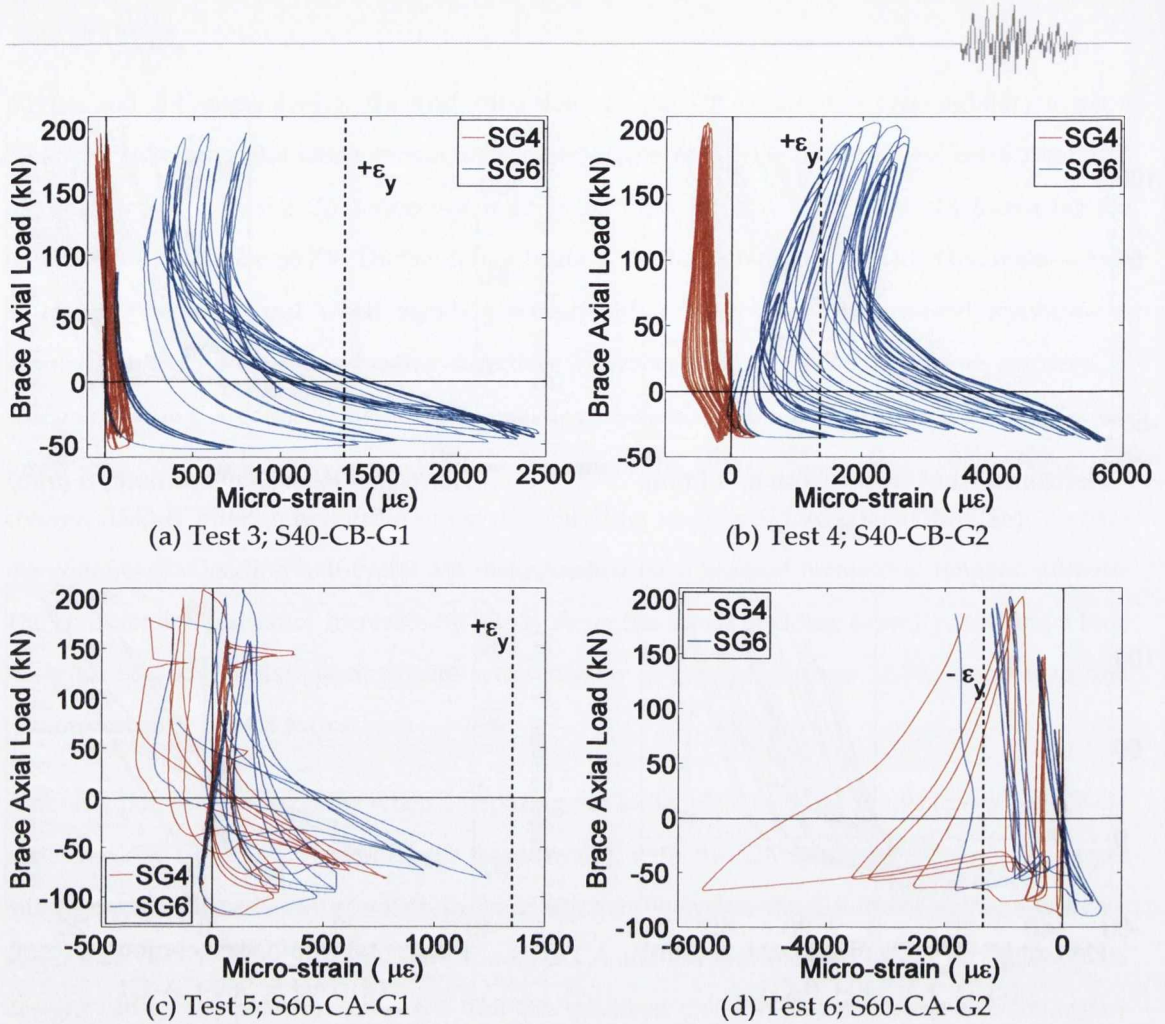 200
150
100
50
0
-50
Brace Axial Load (kN)
+εy
SG4
SG6
0 500 1000 1500 2000 2500
Micro-strain ( με)
(a) Test 3; S40-CB-G1
200
150
100
50
0
-50
Brace Axial Load (kN)
+εy
SG4
SG6
0 2000 4000 6000
Micro-strain ( με)
(b) Test 4; S40-CB-G2
200
150
100
50
0
-50
-100
Brace Axial Load (kN)
+εy
SG4
SG6
-500 0 500 1000 1500
Micro-strain ( με)
(c) Test 5; S60-CA-G1
200
150
100
50
0
-50
-100
Brace Axial Load (kN)
SG4
SG6
- εy
-6000 -4000 -2000 0
Micro-strain ( με)
(d) Test 6; S60-CA-G2